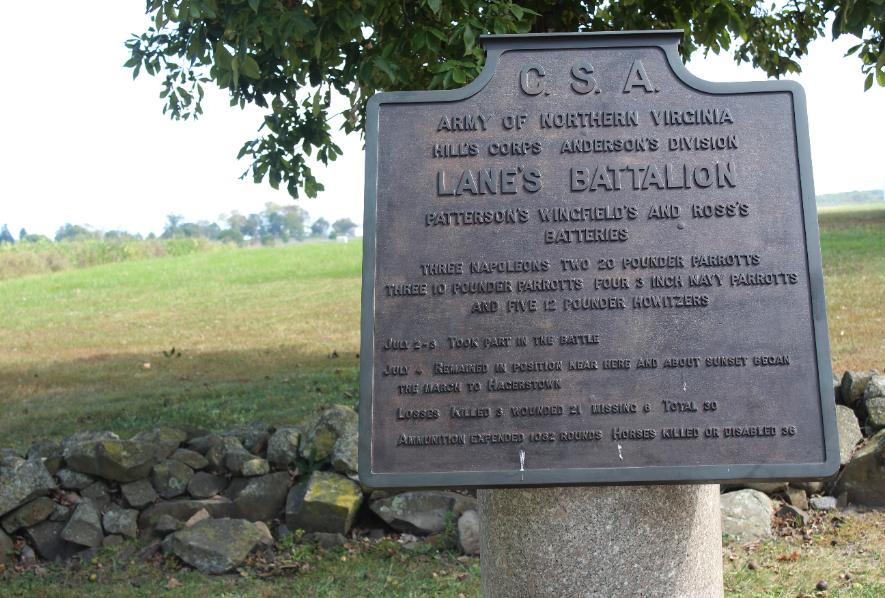 C. S. A.
ARMY OF NORTHERN VIRGINIA
HILL'S CORPS ANDERSON'S DIVISION
LANE'S BATTALION
PATTERSON'S WINGFIELD'S AND ROSS'S
BATTERIES
THREE NAPOLEONS TWO 20 POUNDER PARROTTS
THREE 10 POUNDER PARROTTS FOUR 3 INCH NAVY PARROTTS
AND FIVE 12 POUNDER HOWITZERS
JULY 2-3 TOOK PART IN THE BATTLE
JULY 4 REMAINED IN POSITION NEAR HERE AND ABOUT SUNSET BEGAN
THE MARCH TO HAGERSTOWN
LOSSES KILLED 3 WOUNDED 21 MISSING 6 TOTAL 30
AMMUNITION EXPENDED 1082 ROUNDS HORSES KILLED OR DISABLED 36